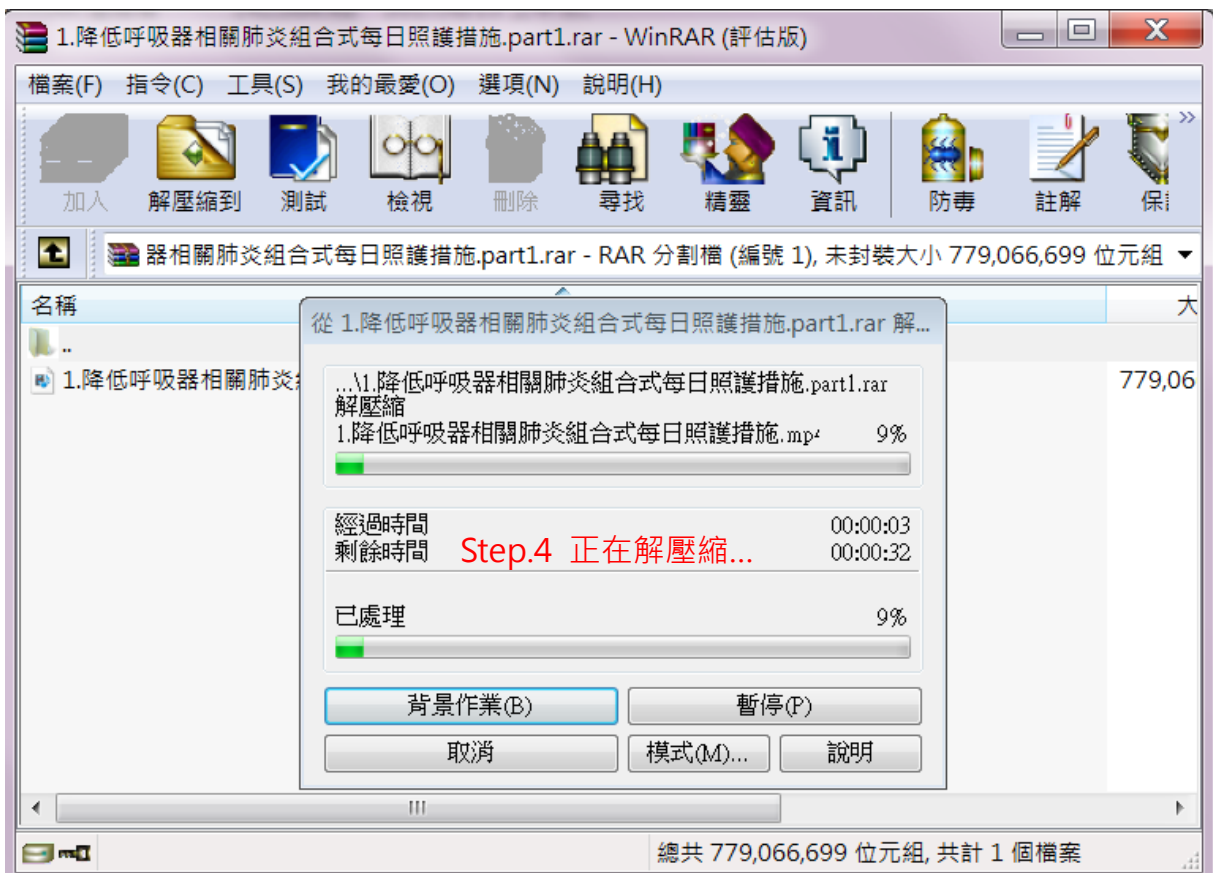 1.降低呼吸器相關肺炎組合式每日照護措施.part1.rar - WinRAR (評估版)
檔案(F) 指令(C) 工具(S) 我的最愛(O) 選項(N) 說明(H)
加入 解壓縮到 測試 檢視 刪除 尋找 精靈 資訊 防毒 註解
器相關肺炎組合式每日照護措施.part1.rar - RAR 分割檔 (編號 1), 未封裝大小 779,066,699 位元組
名稱 大
..
1.降低呼吸器相關肺炎 779,06
從 1.降低呼吸器相關肺炎組合式每日照護措施.part1.rar 解...
...\1.降低呼吸器相關肺炎組合式每日照護措施.part1.rar
解壓縮
1.降低呼吸器相關肺炎組合式每日照護措施.mp4 9%
經過時間 00:00:03
剩餘時間 00:00:32
Step.4 正在解壓縮...
已處理 9%
背景作業(B) 暫停(P)
取消 模式(M)... 說明
總共 779,066,699 位元組, 共計 1 個檔案